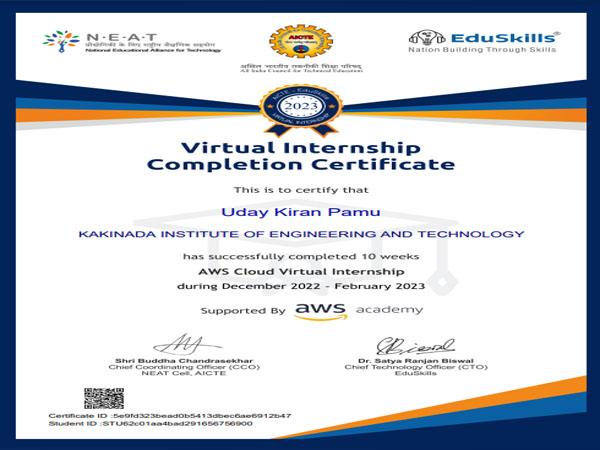 N·E·A·T
प्रौद्योगिकी के लिए राष्ट्रीय शैक्षणिक सहयोग
National Educational Alliance for Technology
AICTE
अखिल भारतीय तकनीकी शिक्षा परिषद्
All India Council for Technical Education
EduSkills®
Nation Building Through Skills
AICTE - EduSkills
2023
VIRTUAL INTERNSHIP
Virtual Internship
Completion Certificate
This is to certify that
Uday Kiran Pamu
KAKINADA INSTITUTE OF ENGINEERING AND TECHNOLOGY
has successfully completed 10 weeks
AWS Cloud Virtual Internship
during December 2022 - February 2023
Supported By aws academy
Shri Buddha Chandrasekhar
Chief Coordinating Officer (CCO)
NEAT Cell, AICTE
Dr. Satya Ranjan Biswal
Chief Technology Officer (CTO)
EduSkills
Certificate ID :5e9fd323bead0b5413dbec6ae6912b47
Student ID :STU62c01aa4bad291656756900